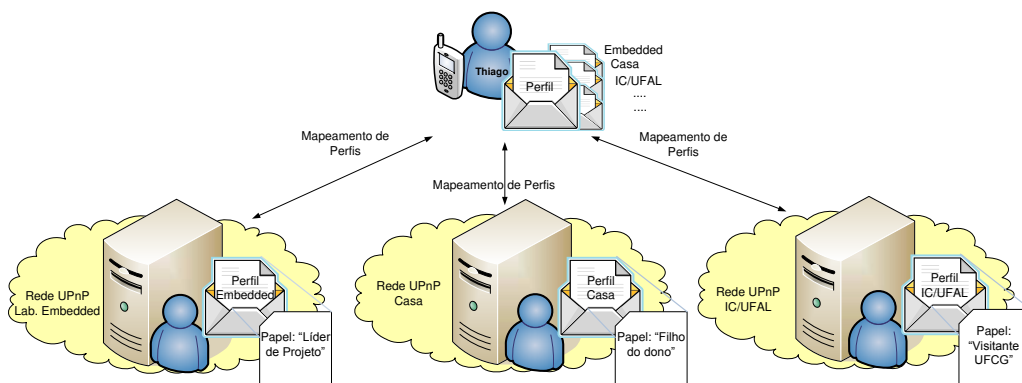 Thiago
Perfil
Embedded
Casa
IC/UFAL
....
....
Mapeamento de
Perfis
Mapeamento de Perfis
Mapeamento de
Perfis
Rede UPnP
Lab. Embedded
Perfil
Embedded
Papel: “Líder
de Projeto”
Rede UPnP
Casa
Perfil
Casa
Papel: “Filho
do dono”
Rede UPnP
IC/UFAL
Perfil
IC/UFAL
Papel:
“Visitante
UFCG”